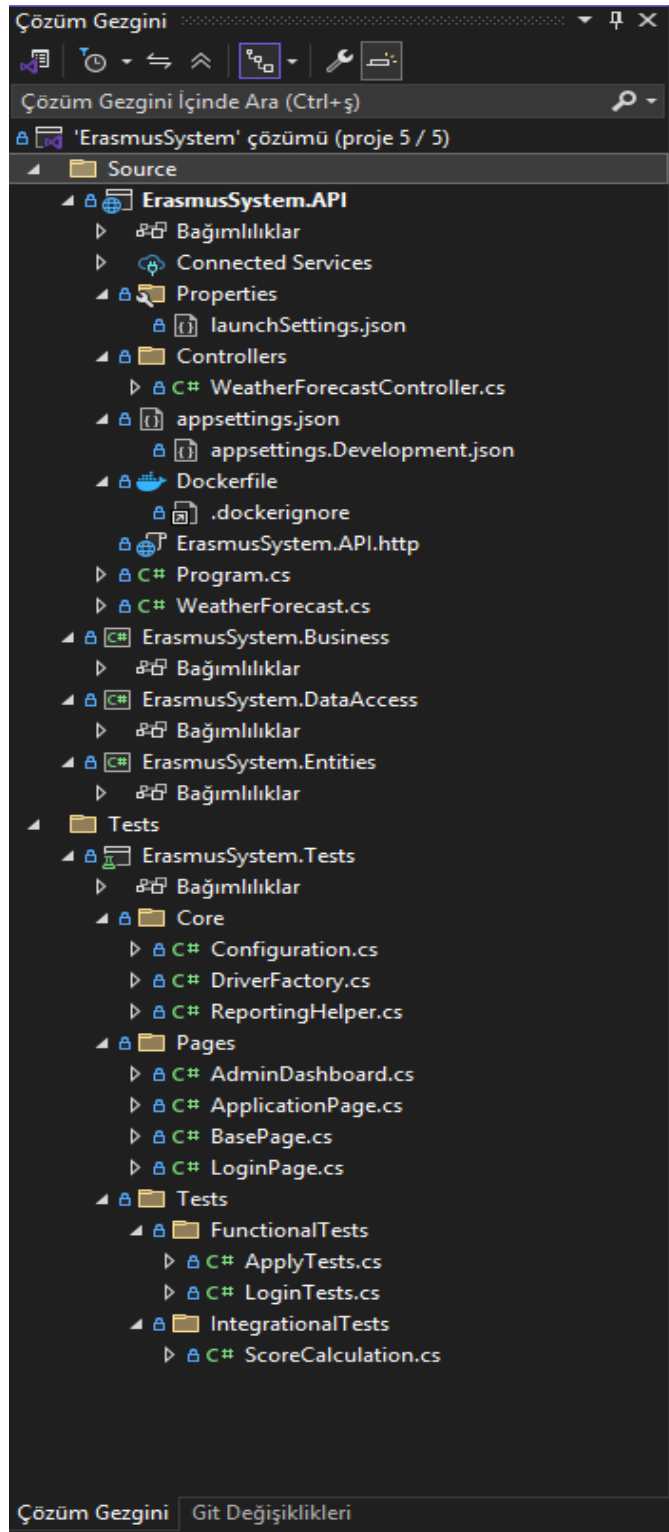 Çözüm Gezgini
Çözüm Gezgini İçinde Ara (Ctrl+ş)
'ErasmusSystem' çözümü (proje 5 / 5)
Source
ErasmusSystem.API
Bağımlılıklar
Connected Services
Properties
launchSettings.json
Controllers
C# WeatherForecastController.cs
appsettings.json
appsettings.Development.json
Dockerfile
.dockerignore
ErasmusSystem.API.http
C# Program.cs
C# WeatherForecast.cs
C# ErasmusSystem.Business
Bağımlılıklar
C# ErasmusSystem.DataAccess
Bağımlılıklar
C# ErasmusSystem.Entities
Bağımlılıklar
Tests
ErasmusSystem.Tests
Bağımlılıklar
Core
C# Configuration.cs
C# DriverFactory.cs
C# ReportingHelper.cs
Pages
C# AdminDashboard.cs
C# ApplicationPage.cs
C# BasePage.cs
C# LoginPage.cs
Tests
FunctionalTests
C# ApplyTests.cs
C# LoginTests.cs
IntegrationalTests
C# ScoreCalculation.cs
Çözüm Gezgini Git Değişiklikleri